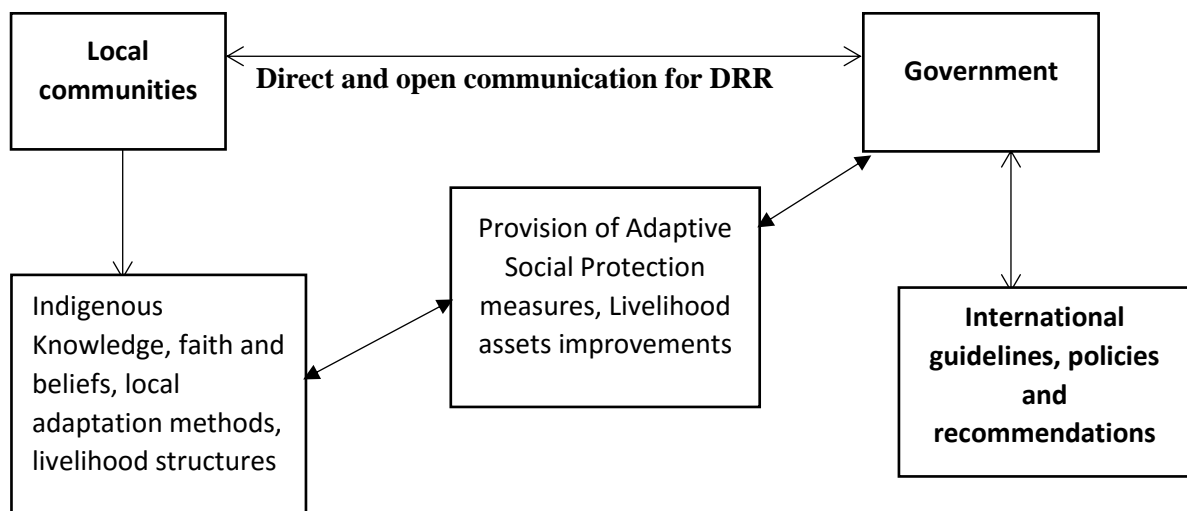 Local
communities
Direct and open communication for DRR
Government
Provision of Adaptive
Social Protection
measures, Livelihood
assets improvements
Indigenous
Knowledge, faith and
beliefs, local
adaptation methods,
livelihood structures
International
guidelines, policies
and
recommendations